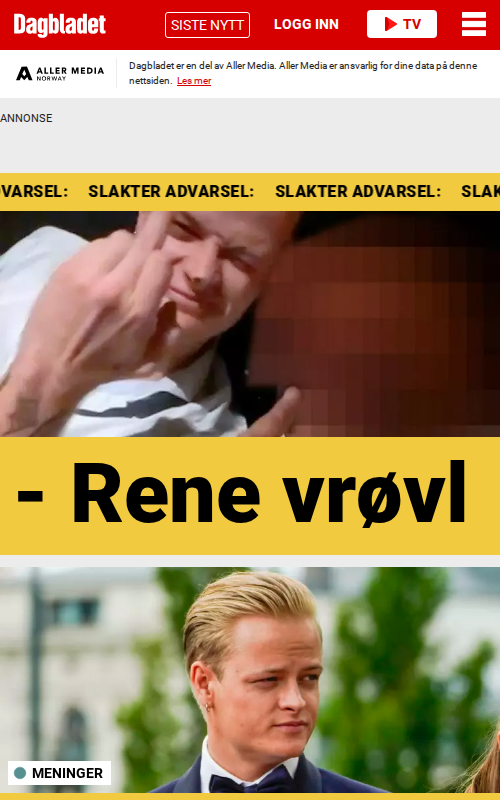 Dagbladet
SISTE NYTT
LOGG INN
TV
ALLER MEDIA
NORWAY
Dagbladet er en del av Aller Media. Aller Media er ansvarlig for dine data på denne
nettsiden. Les mer
ANNONSE
VARSEL: SLAKTER ADVARSEL: SLAKTER ADVARSEL: SLAK
- Rene vrøvl
MENINGER